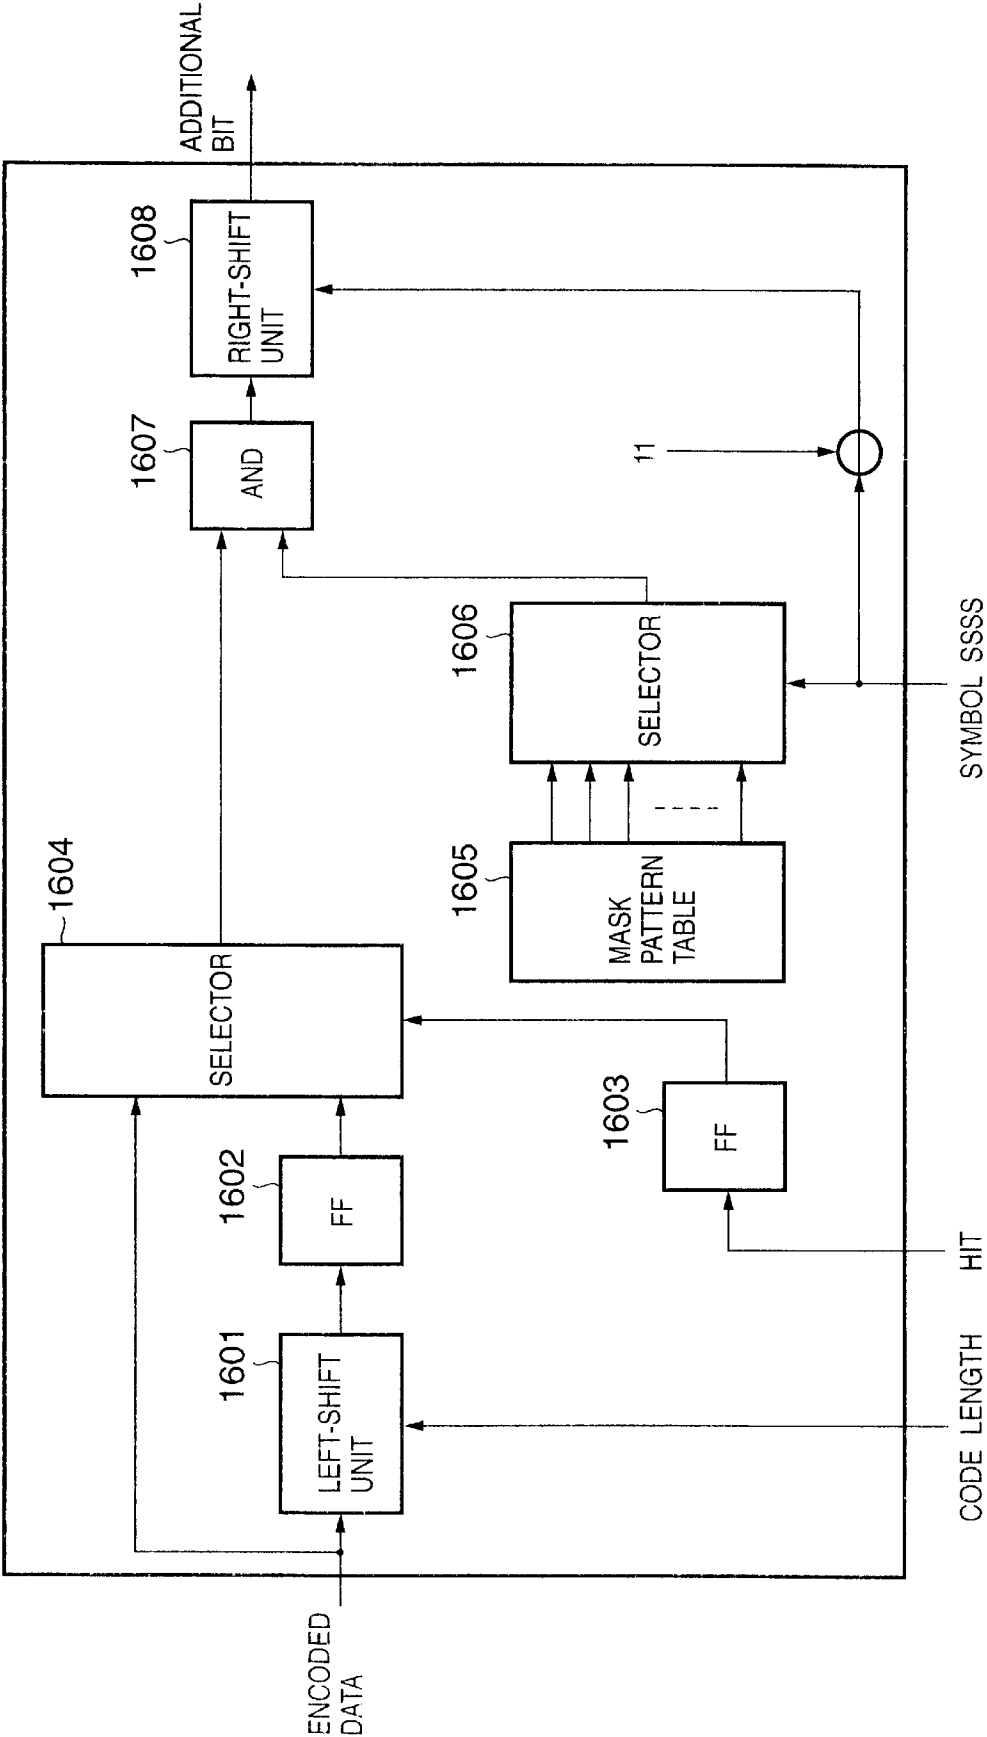 ENCODED
DATA
1601
LEFT-SHIFT
UNIT
1602
FF
1603
FF
1604
SELECTOR
1605
MASK
PATTERN
TABLE
1606
SELECTOR
1607
AND
1608
RIGHT-SHIFT
UNIT
ADDITIONAL
BIT
11
CODE LENGTH
HIT
SYMBOL SSSS